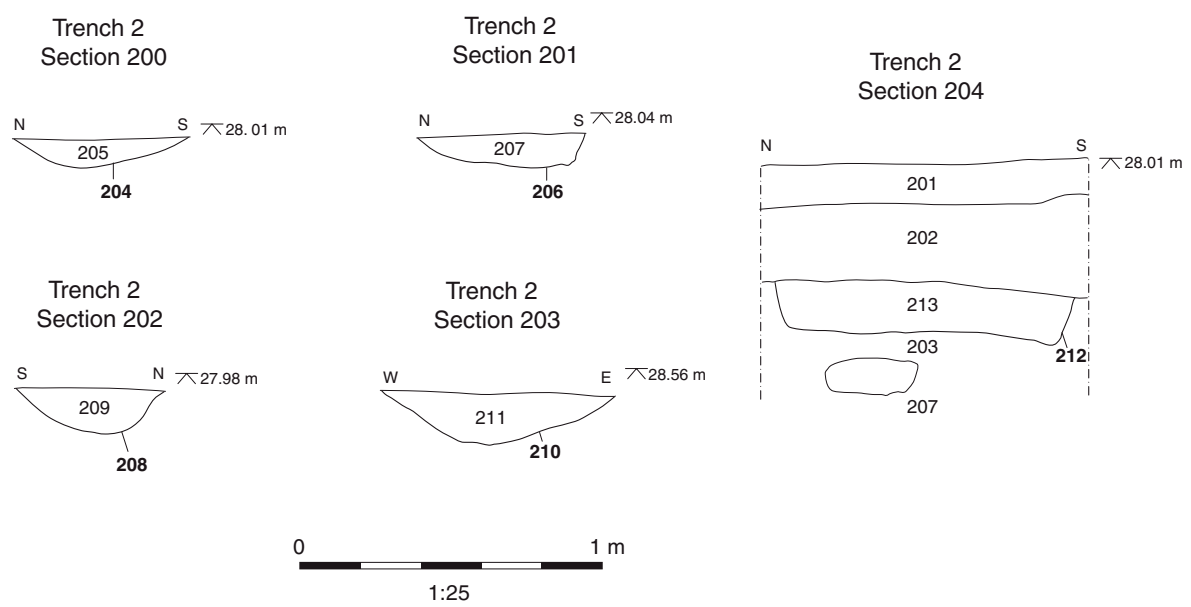 Trench 2
Section 200
N S 28. 01 m
205
204
Trench 2
Section 201
N S 28.04 m
207
206
Trench 2
Section 204
N S 28.01 m
201
202
213
203
212
207
Trench 2
Section 202
S N 27.98 m
209
208
Trench 2
Section 203
W E 28.56 m
211
210
0 1 m
1:25